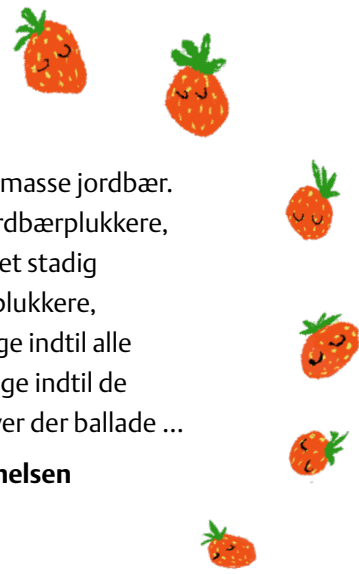 masse jordbær.
rdbærplukkere,
et stadig
plukkere,
ge indtil alle
ge indtil de
ver der ballade ...
nelsen